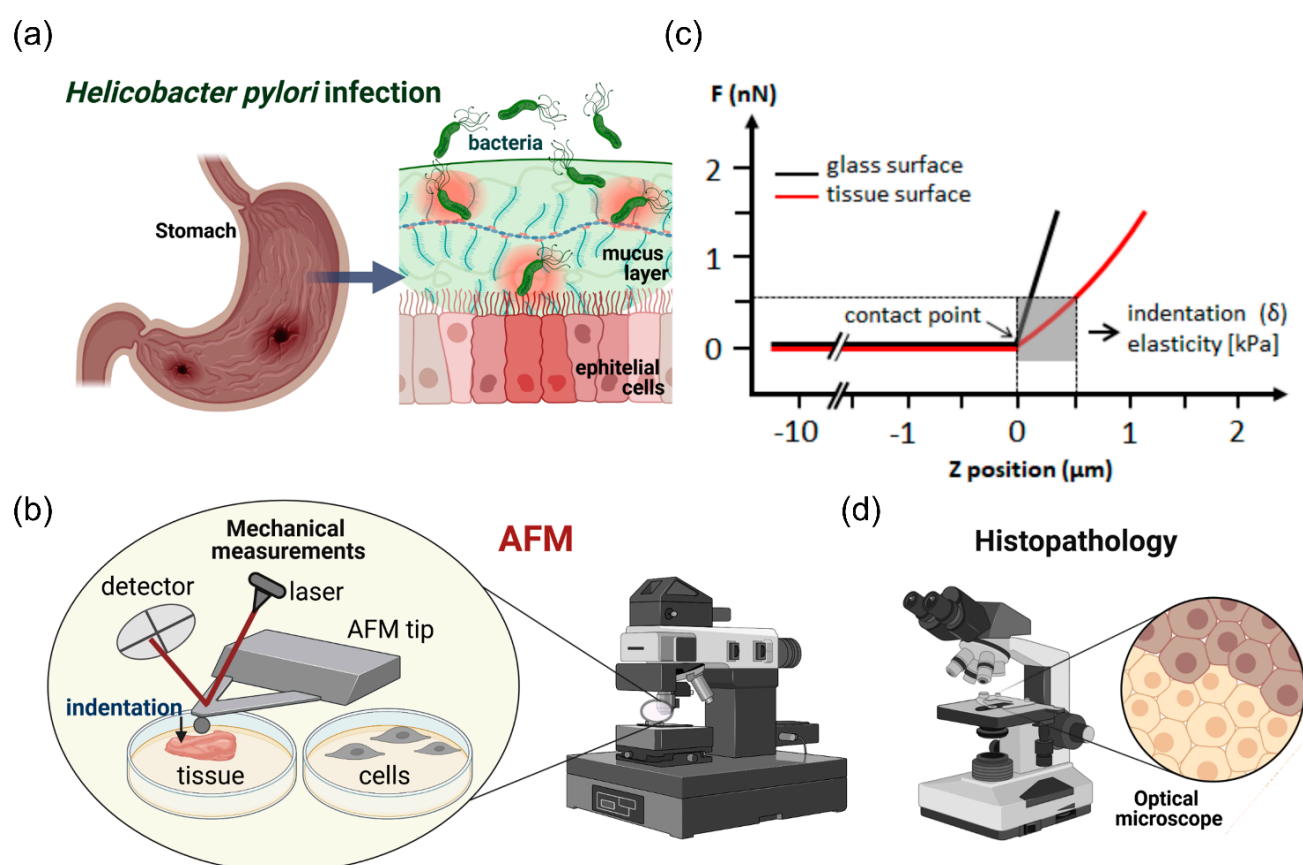 (a)
Helicobacter pylori infection
bacteria
Stomach
mucus
layer
ephitelial
cells
(c)
F (nN)
2
1
0
glass surface
tissue surface
contact point
indentation (δ)
elasticity [kPa]
-10
-1
0
1
2
Z position (µm)
(b)
Mechanical
measurements
detector
laser
AFM tip
indentation
tissue
cells
AFM
(d)
Histopathology
Optical
microscope